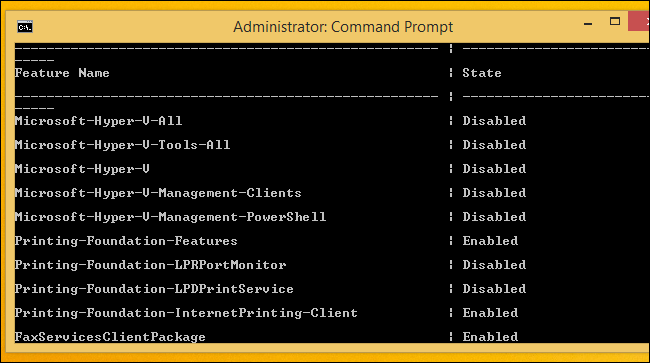 C:\.
Administrator: Command Prompt
---------------------------------------------- | --------------------
-----
Feature Name | State
---------------------------------------------- | --------------------
-----
Microsoft-Hyper-V-All | Disabled
Microsoft-Hyper-V-Tools-All | Disabled
Microsoft-Hyper-V | Disabled
Microsoft-Hyper-V-Management-Clients | Disabled
Microsoft-Hyper-V-Management-PowerShell | Disabled
Printing-Foundation-Features | Enabled
Printing-Foundation-LPRPortMonitor | Disabled
Printing-Foundation-LPDPrintService | Disabled
Printing-Foundation-InternetPrinting-Client | Enabled
FaxServicesClientPackage | Enabled